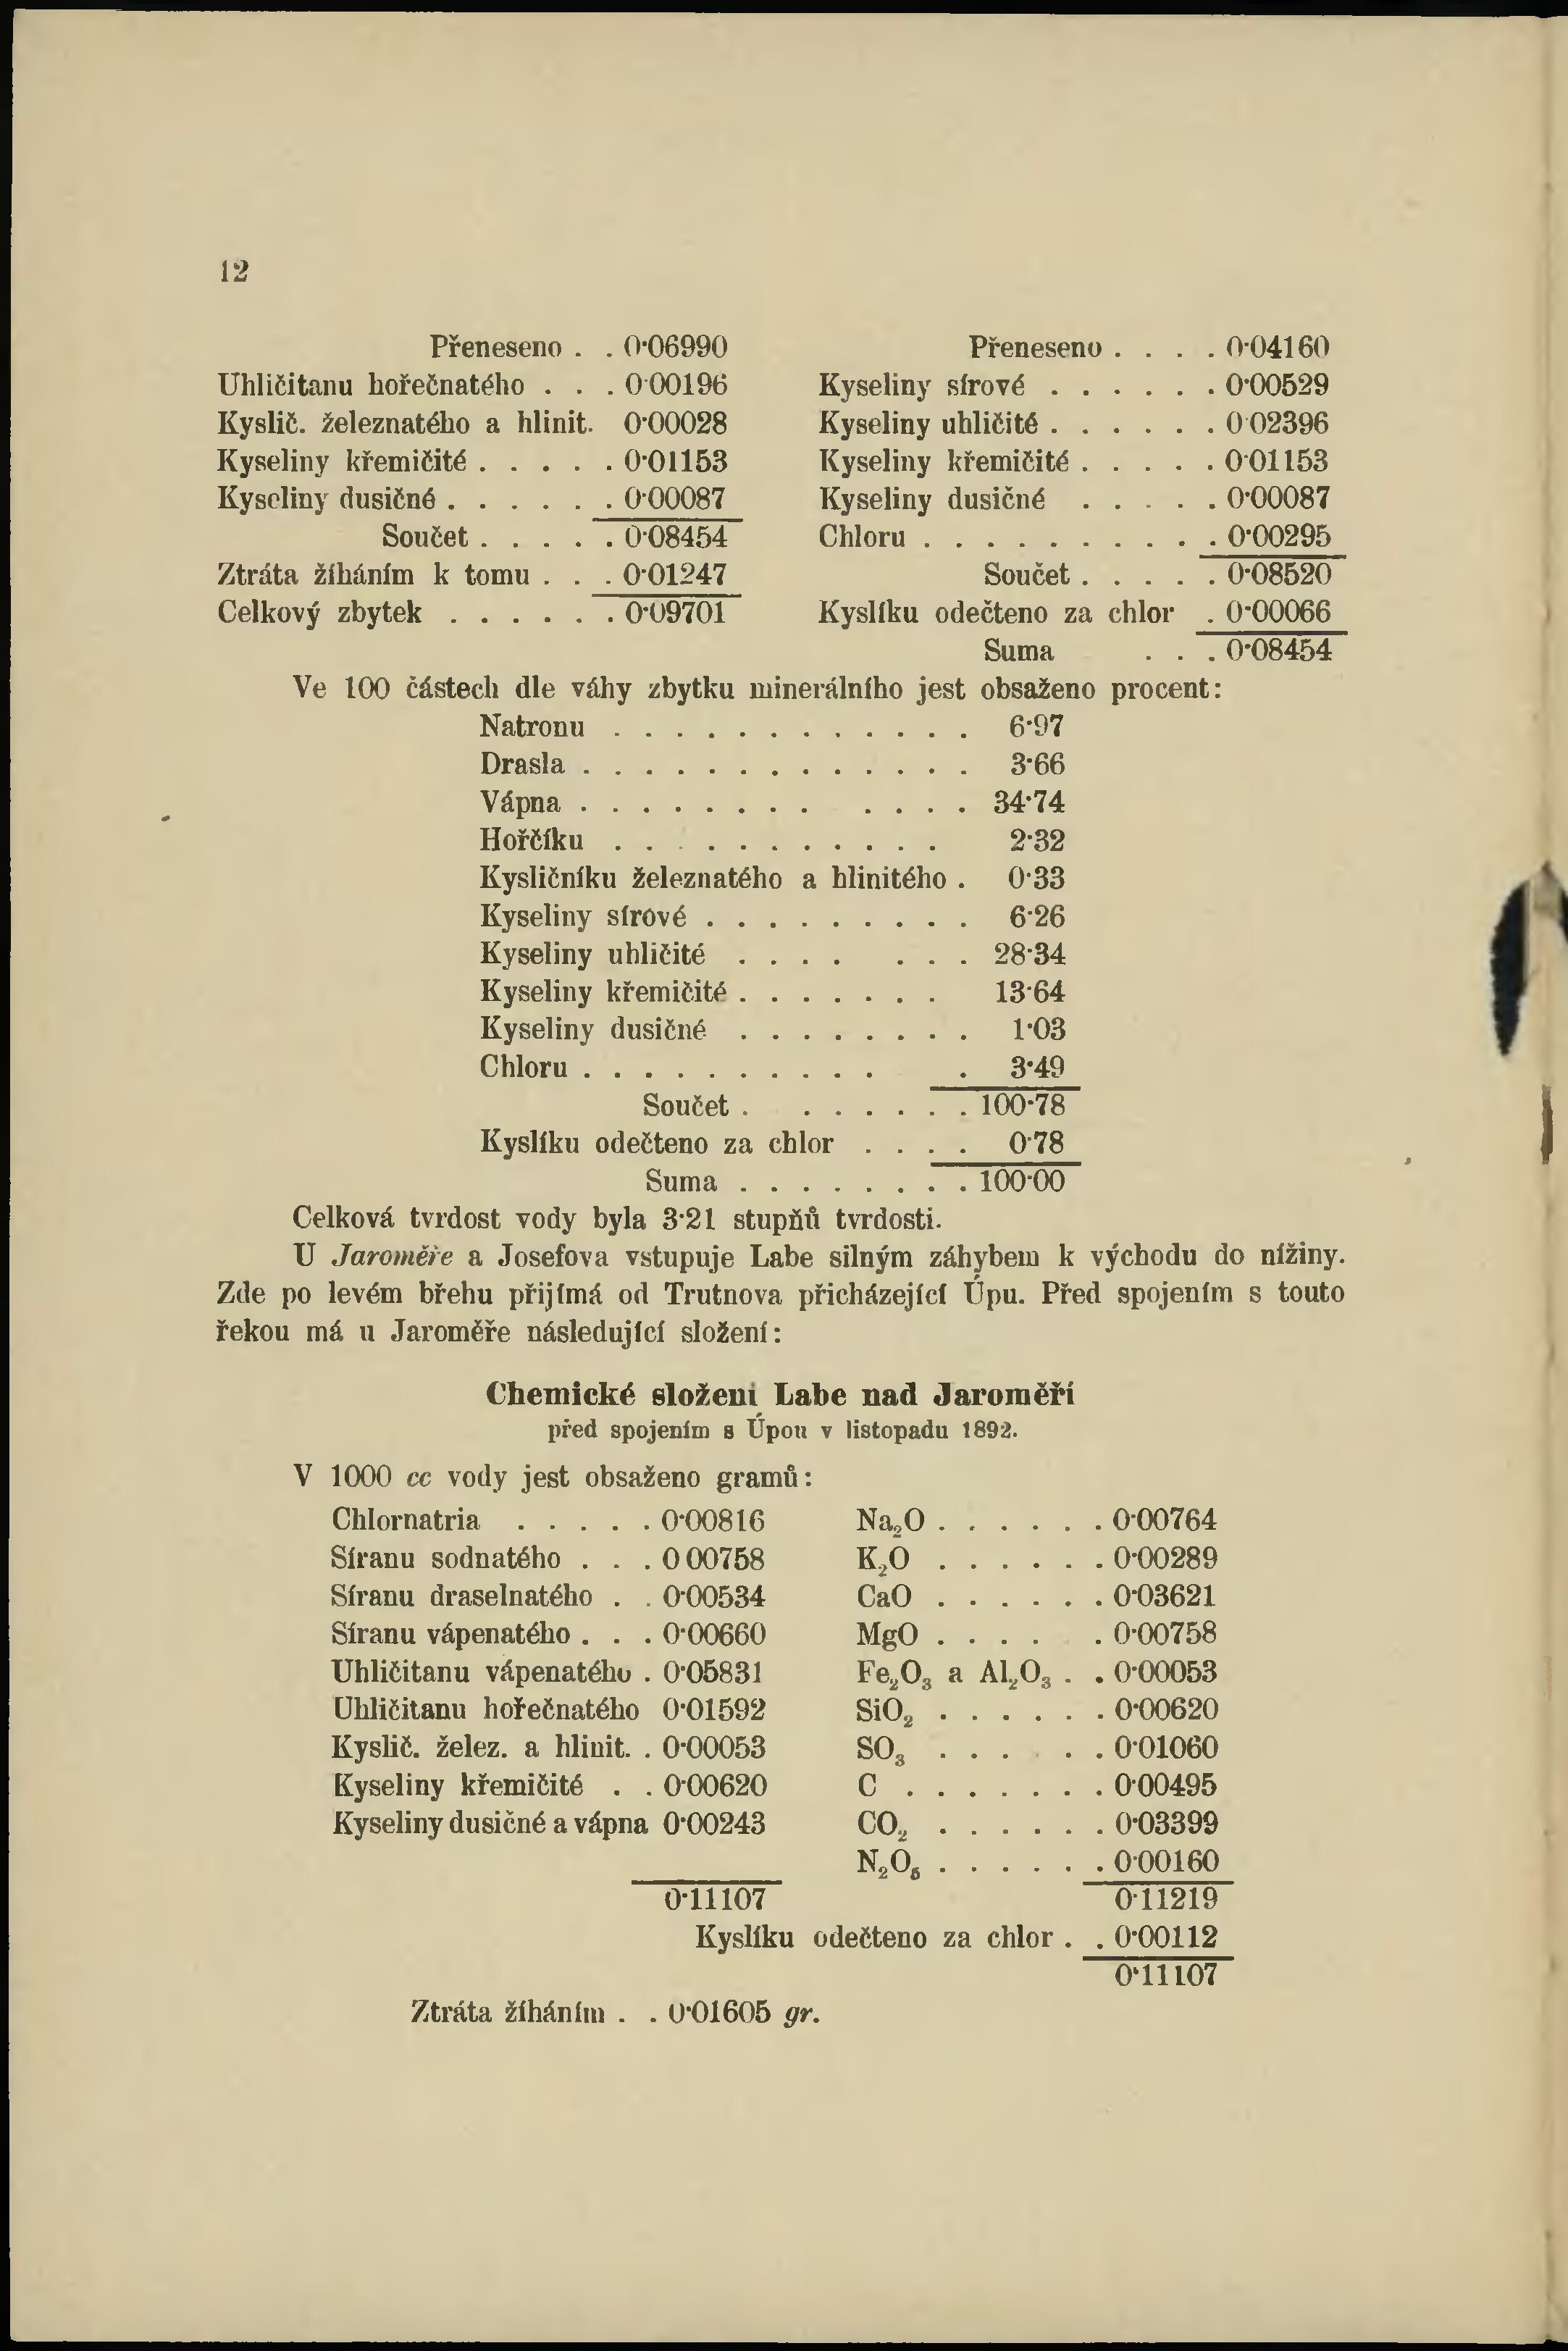 12
Přeneseno . . 0·06990
Uhličitanu hořečnatého . . . 0·00196
Kyslič. železnatého a hlinit. 0·00028
Kyseliny křemičité . . . . . 0·01153
Kyseliny dusičné . . . . . . 0·00087
Součet . . . . . 0·08454
Ztráta žíháním k tomu . . . 0·01247
Celkový zbytek . . . . . . 0·09701
Přeneseno . . . . 0·04160
Kyseliny sírové . . . . . . 0·00529
Kyseliny uhličité . . . . . . 0·02396
Kyseliny křemičité . . . . . 0·01153
Kyseliny dusičné . . . . . 0·00087
Chloru . . . . . . . . . . 0·00295
Součet . . . . . 0·08520
Kyslíku odečteno za chlor . 0·00066
Suma . . . 0·08454
Ve 100 částech dle váhy zbytku minerálního jest obsaženo procent:
Natronu . . . . . . . . . . . . 6·97
Drasla . . . . . . . . . . . . . 3·66
Vápna . . . . . . . . . . . . 34·74
Hořčíku . . . . . . . . . . . 2·32
Kysličníku železnatého a hlinitého . 0·33
Kyseliny sírové . . . . . . . . . 6·26
Kyseliny uhličité . . . . . . . 28·34
Kyseliny křemičité . . . . . . . 13·64
Kyseliny dusičné . . . . . . . . 1·03
Chloru . . . . . . . . . . . 3·49
Součet . . . . . . . 100·78
Kyslíku odečteno za chlor . . . . 0·78
Suma . . . . . . . . 100·00
Celková tvrdost vody byla 3·21 stupňů tvrdosti.
U Jaroměře a Josefova vstupuje Labe silným záhybem k východu do nížiny.
Zde po levém břehu přijímá od Trutnova přicházející Úpu. Před spojením s touto
řekou má u Jaroměře následující složení:
Chemické složení Labe nad Jaroměří
před spojením s Úpou v listopadu 1892.
V 1000 cc vody jest obsaženo gramů:
Chlornatria . . . . . 0·00816
Síranu sodnatého . . . 0·00758
Síranu draselnatého . . 0·00534
Síranu vápenatého . . . 0·00660
Uhličitanu vápenatého . 0·05831
Uhličitanu hořečnatého 0·01592
Kyslič. želez. a hlinit. . 0·00053
Kyseliny křemičité . . 0·00620
Kyseliny dusičné a vápna 0·00243
0·11107
Na₂O . . . . . . 0·00764
K₂O . . . . . . 0·00289
CaO . . . . . . 0·03621
MgO . . . . . 0·00758
Fe₂O₃ a Al₂O₃ . . 0·00053
SiO₂ . . . . . . 0·00620
SO₃ . . . . . 0·01060
C . . . . . . . 0·00495
CO₂ . . . . . . 0·03399
N₂O₅ . . . . . . 0·00160
0·11219
Kyslíku odečteno za chlor . . 0·00112
0·11107
Ztráta žíháním . . 0·01605 gr.